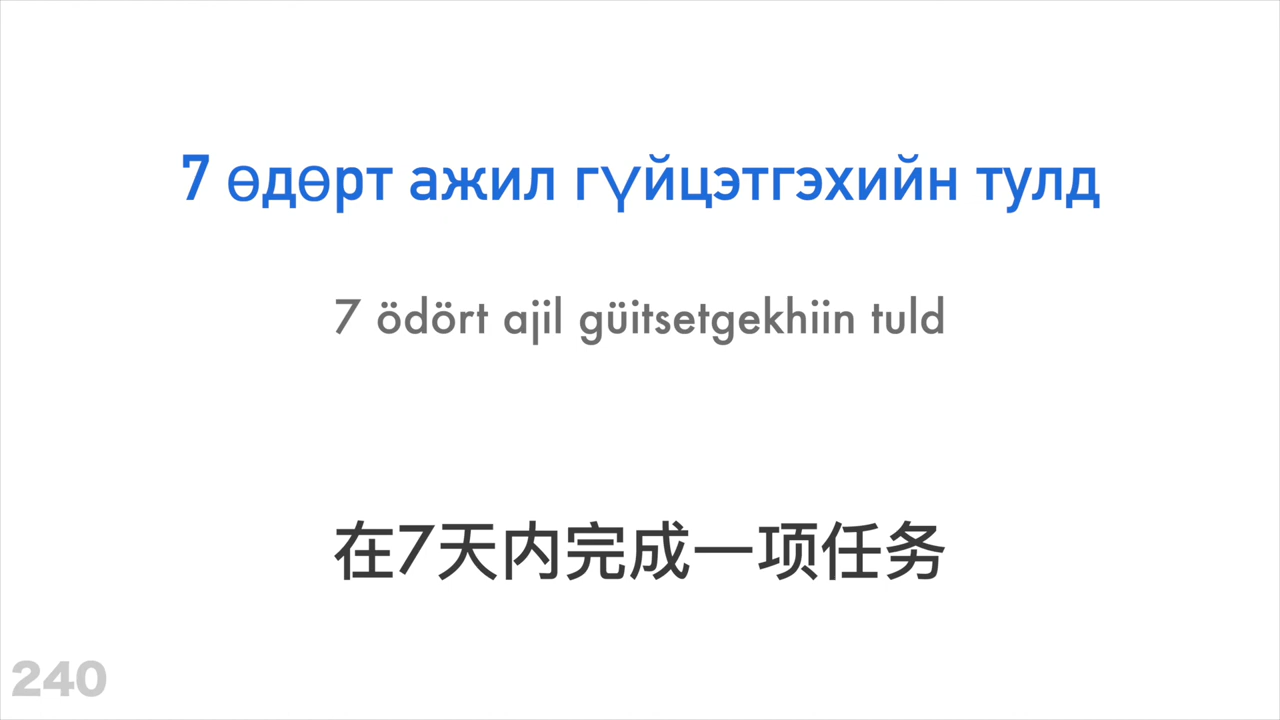 7 өдөрт ажил гүйцэтгэхийн тулд
7 ödört ajil güitsetgekhiin tuld
在7天内完成一项任务
240